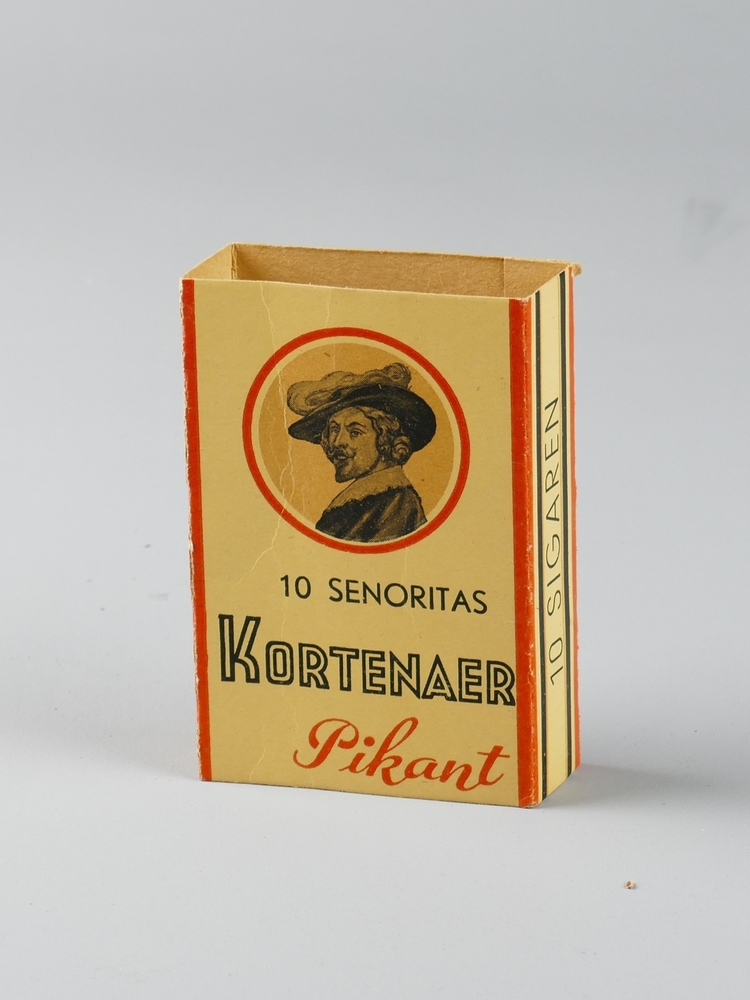 10 SENORITAS
KORTENAER
Pikant
10 SIGAREN